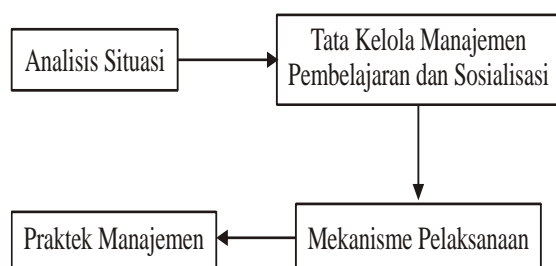 Analisis Situasi
Tata Kelola Manajemen
Pembelajaran dan Sosialisasi
Mekanisme Pelaksanaan
Praktek Manajemen